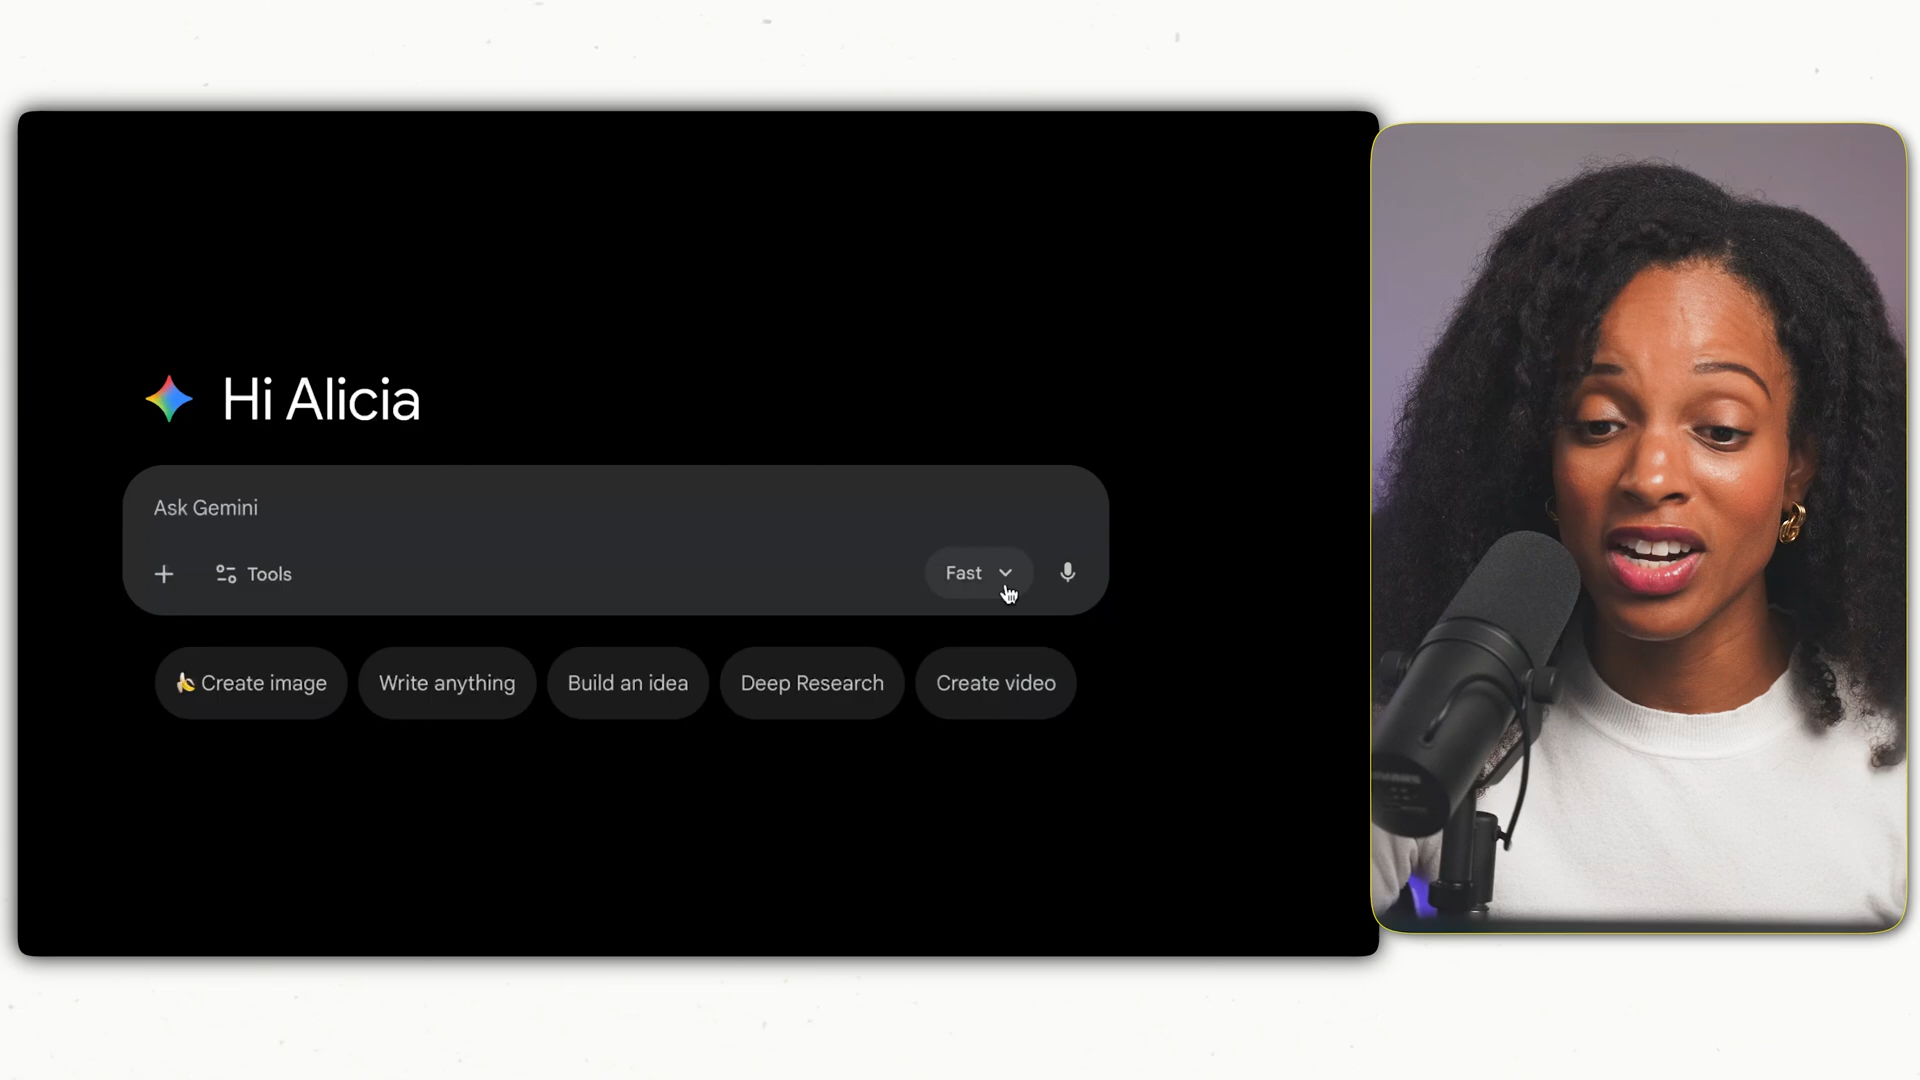 Hi Alicia
Ask Gemini
Tools
Fast
Create image
Write anything
Build an idea
Deep Research
Create video